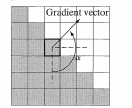 Gradient vector
α